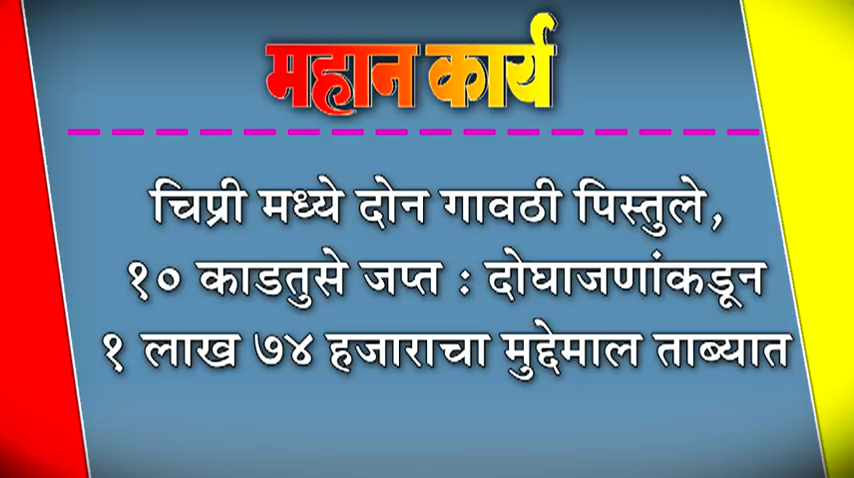 महान कार्य
चिप्री मध्ये दोन गावठी पिस्तुले,
१० काडतुसे जप्त : दोघाजणांकडून
१ लाख ७४ हजाराचा मुद्देमाल ताब्यात